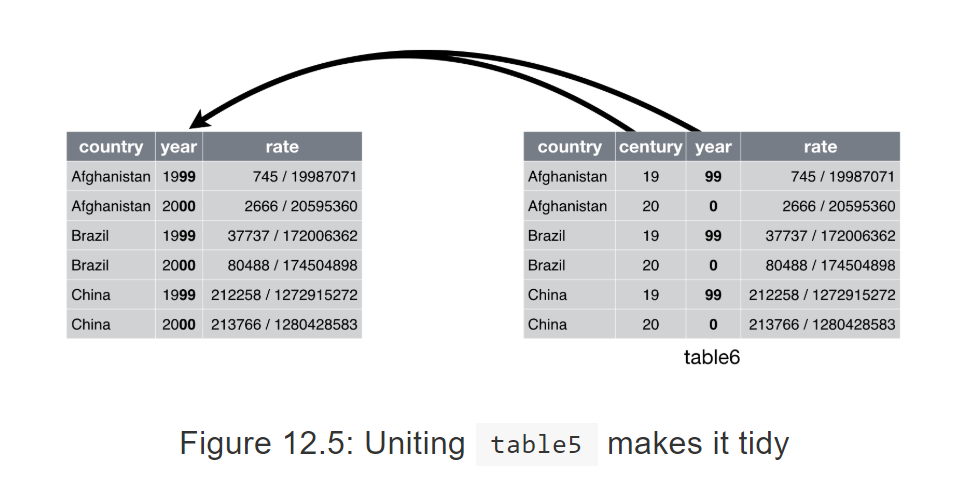 country year rate
Afghanistan 1999 745 / 19987071
Afghanistan 2000 2666 / 20595360
Brazil 1999 37737 / 172006362
Brazil 2000 80488 / 174504898
China 1999 212258 / 1272915272
China 2000 213766 / 1280428583
country century year rate
Afghanistan 19 99 745 / 19987071
Afghanistan 20 0 2666 / 20595360
Brazil 19 99 37737 / 172006362
Brazil 20 0 80488 / 174504898
China 19 99 212258 / 1272915272
China 20 0 213766 / 1280428583
table6
Figure 12.5: Uniting table5 makes it tidy